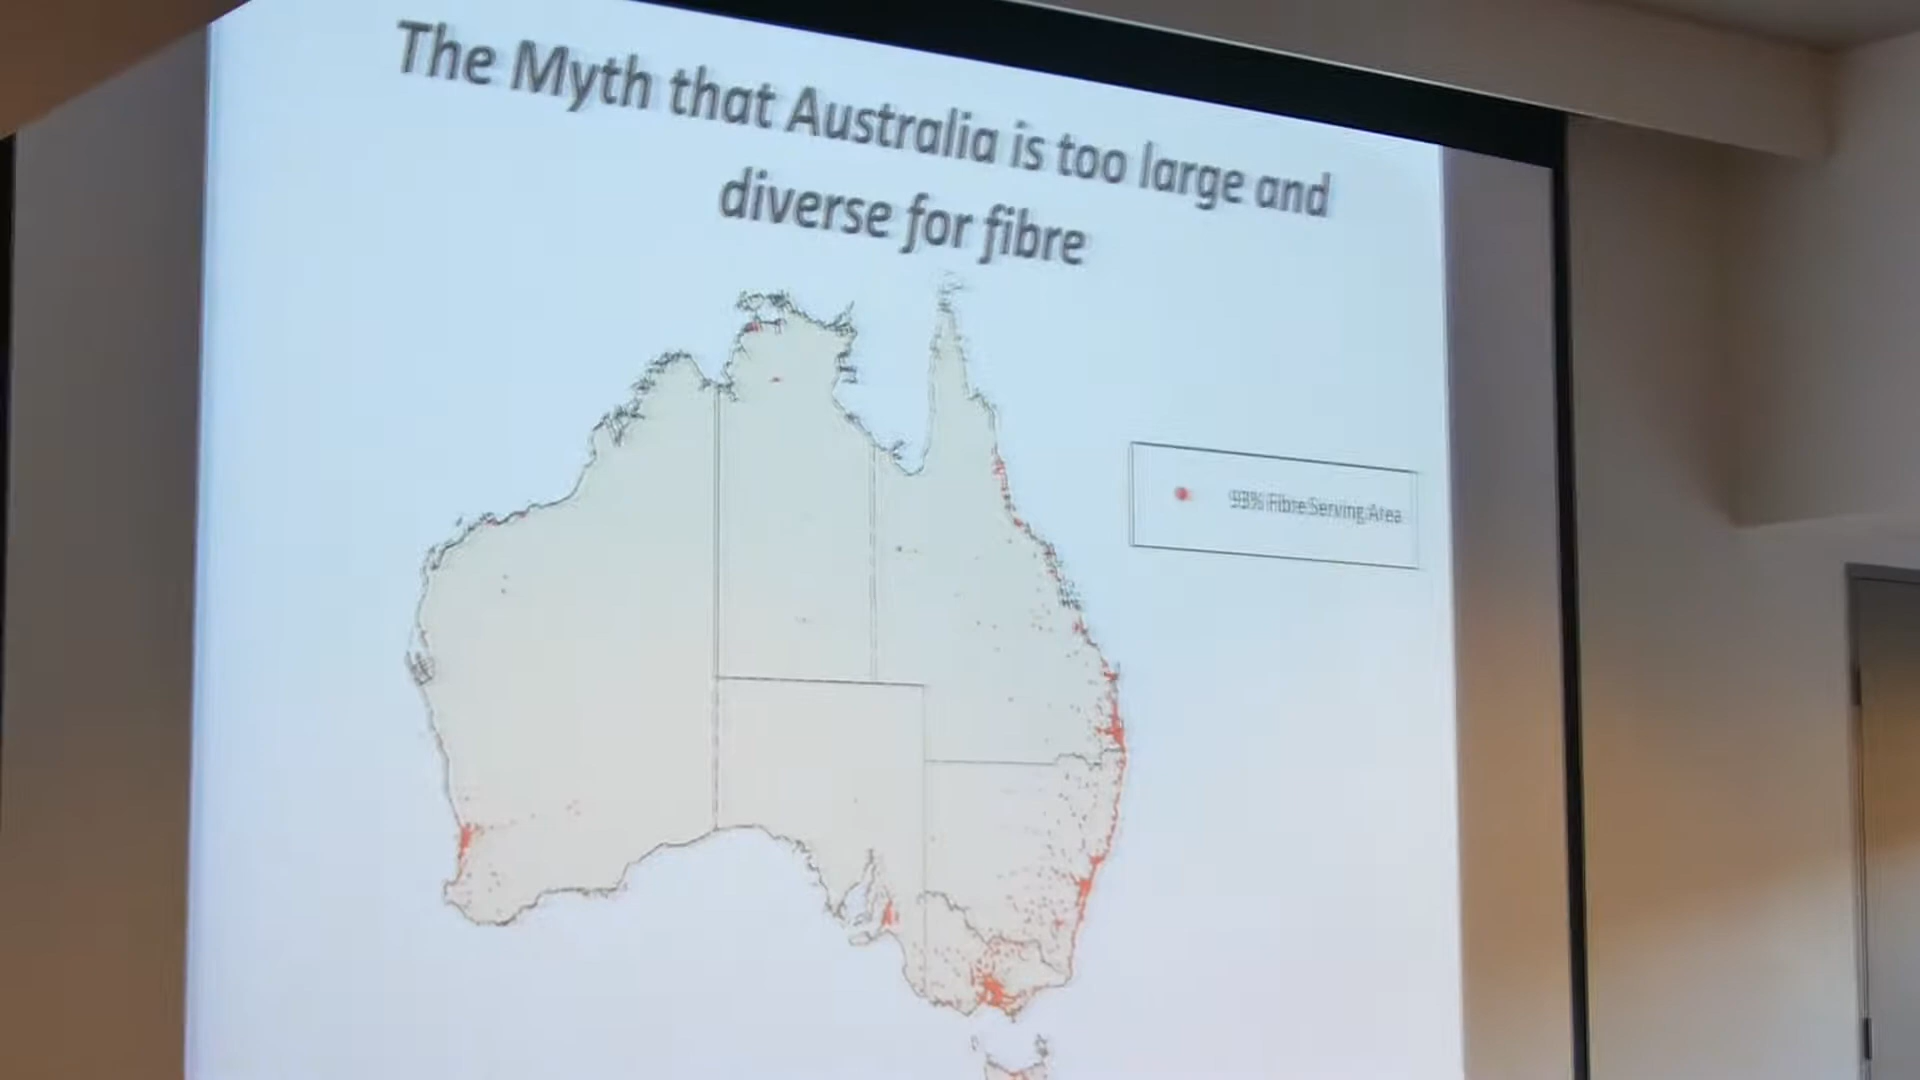 The Myth that Australia is too large and
diverse for fibre
93% Fibre Serving Area